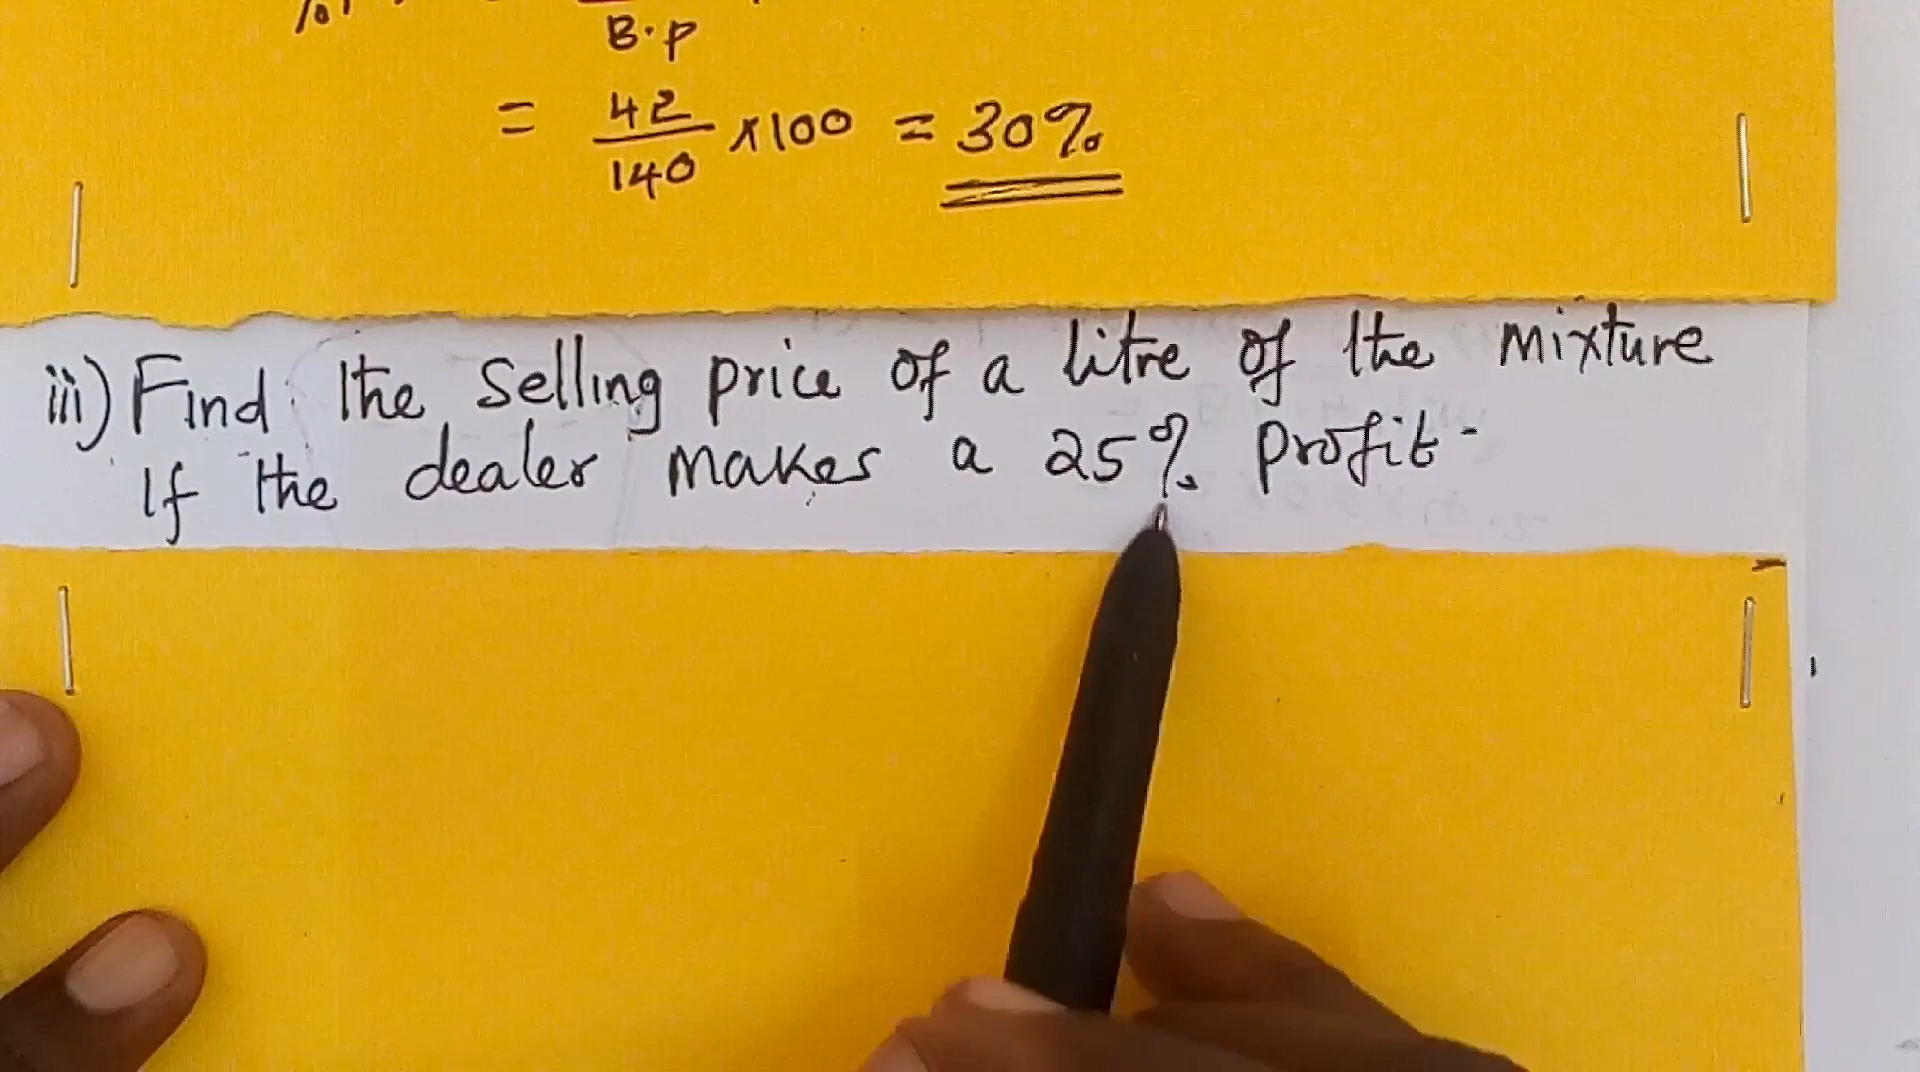 B.p
= 42/140 x100 = 30%
iii) Find the Selling price of a litre of the mixture
If the dealer makes a 25% profit.